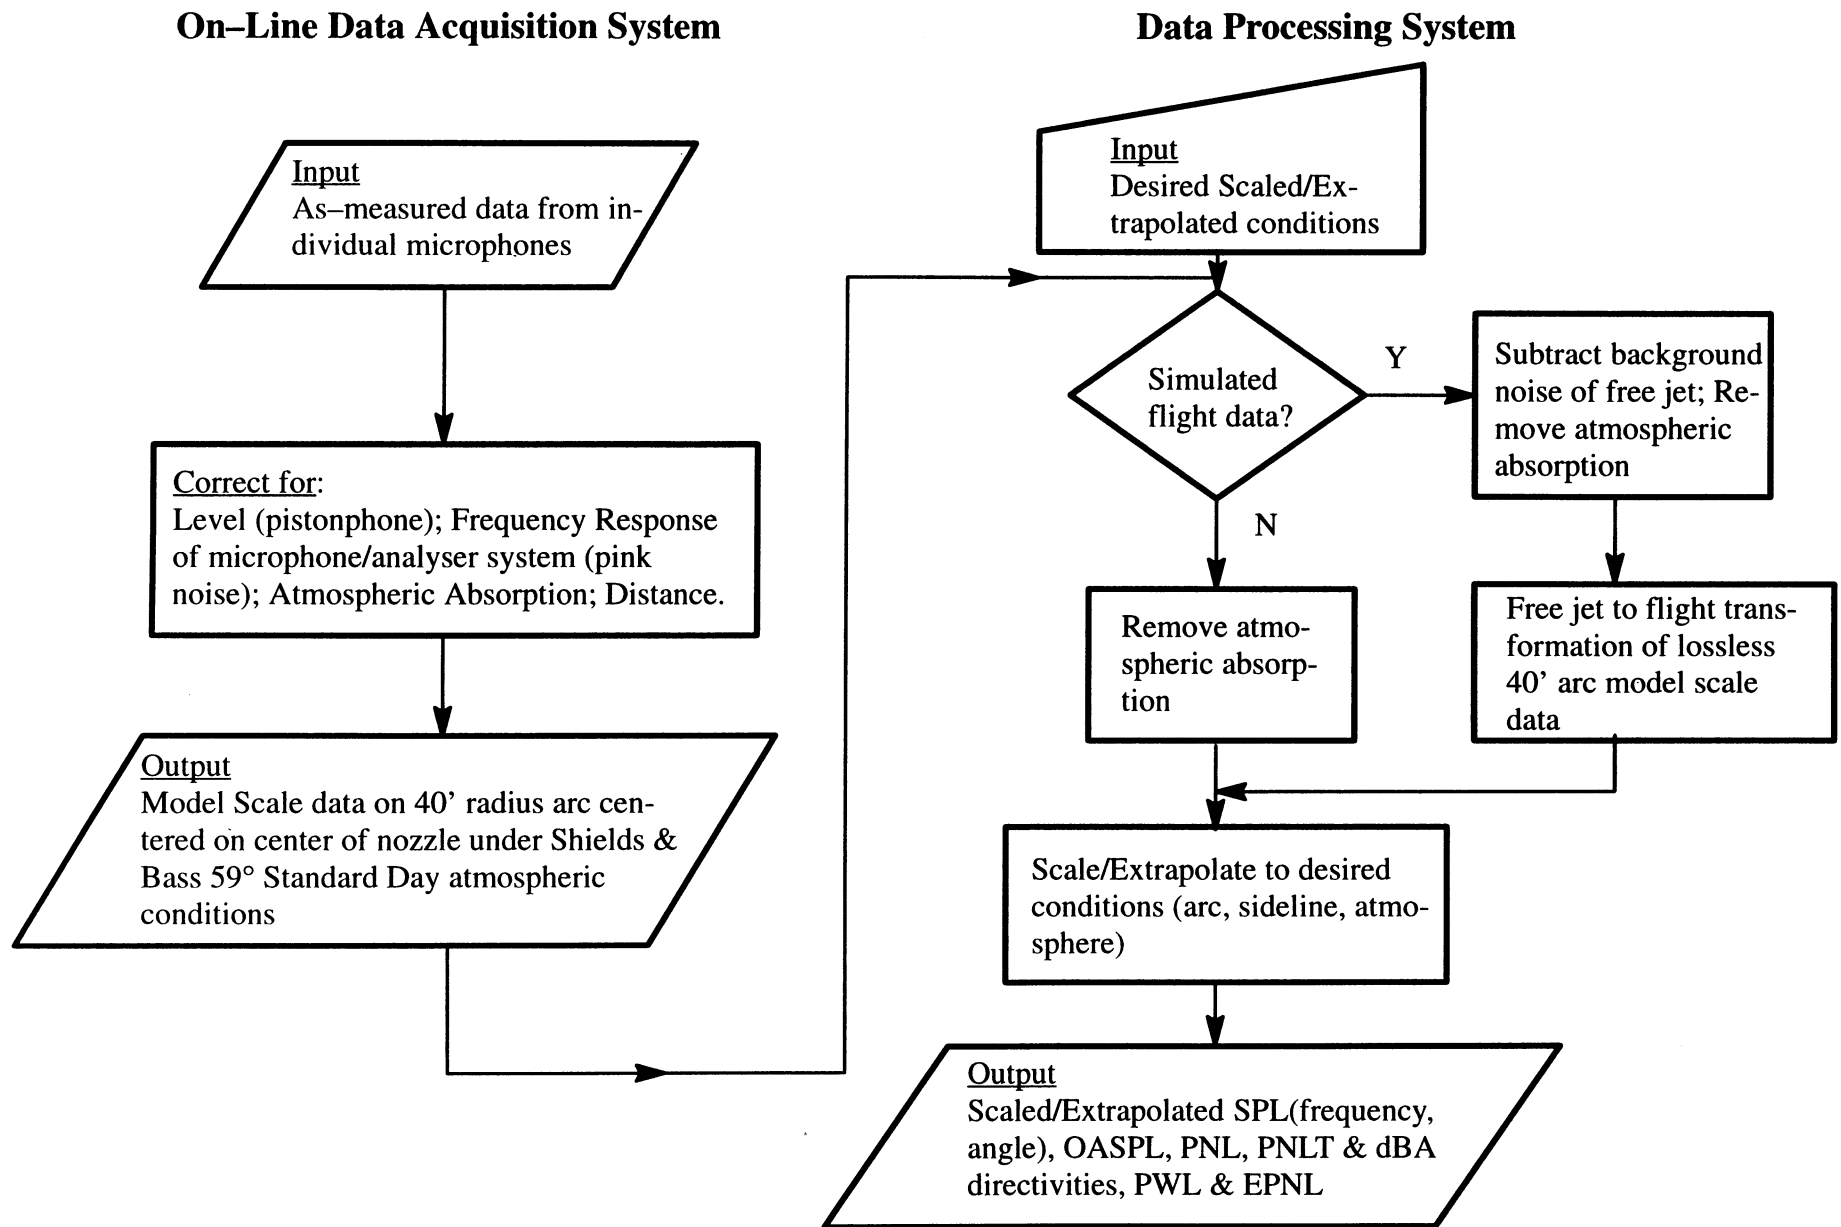 On–Line Data Acquisition System
Input
As–measured data from in-
dividual microphones
Correct for:
Level (pistonphone); Frequency Response
of microphone/analyser system (pink
noise); Atmospheric Absorption; Distance.
Output
Model Scale data on 40’ radius arc cen-
tered on center of nozzle under Shields &
Bass 59° Standard Day atmospheric
conditions
Data Processing System
Input
Desired Scaled/Ex-
trapolated conditions
Simulated
flight data?
Y
Subtract background
noise of free jet; Re-
move atmospheric
absorption
N
Remove atmo-
spheric absorp-
tion
Free jet to flight trans-
formation of lossless
40’ arc model scale
data
Scale/Extrapolate to desired
conditions (arc, sideline, atmo-
sphere)
Output
Scaled/Extrapolated SPL(frequency,
angle), OASPL, PNL, PNLT & dBA
directivities, PWL & EPNL